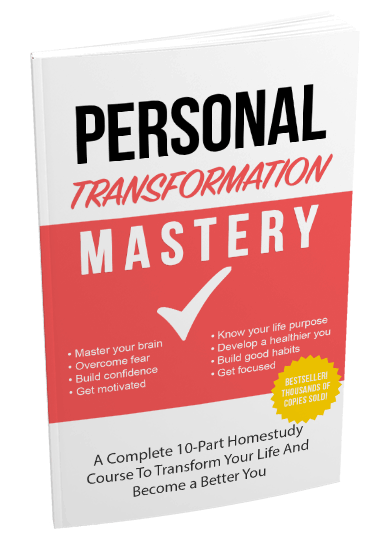 PERSONAL
TRANSFORMATION
MASTERY
• Master your brain
• Overcome fear
• Build confidence
• Get motivated
• Know your life purpose
• Develop a healthier you
• Build good habits
• Get focused
BESTSELLER!
THOUSANDS OF
COPIES SOLD!
A Complete 10-Part Homestudy
Course To Transform Your Life And
Become a Better You